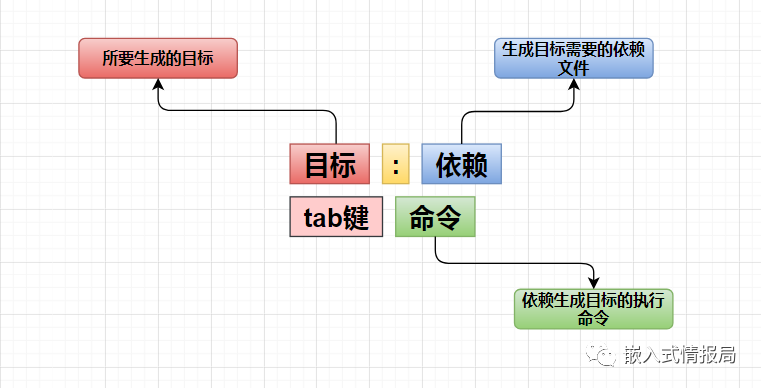 所要生成的目标
生成目标需要的依赖
文件
目标 : 依赖
tab键 命令
依赖生成目标的执行
命令
嵌入式情报局